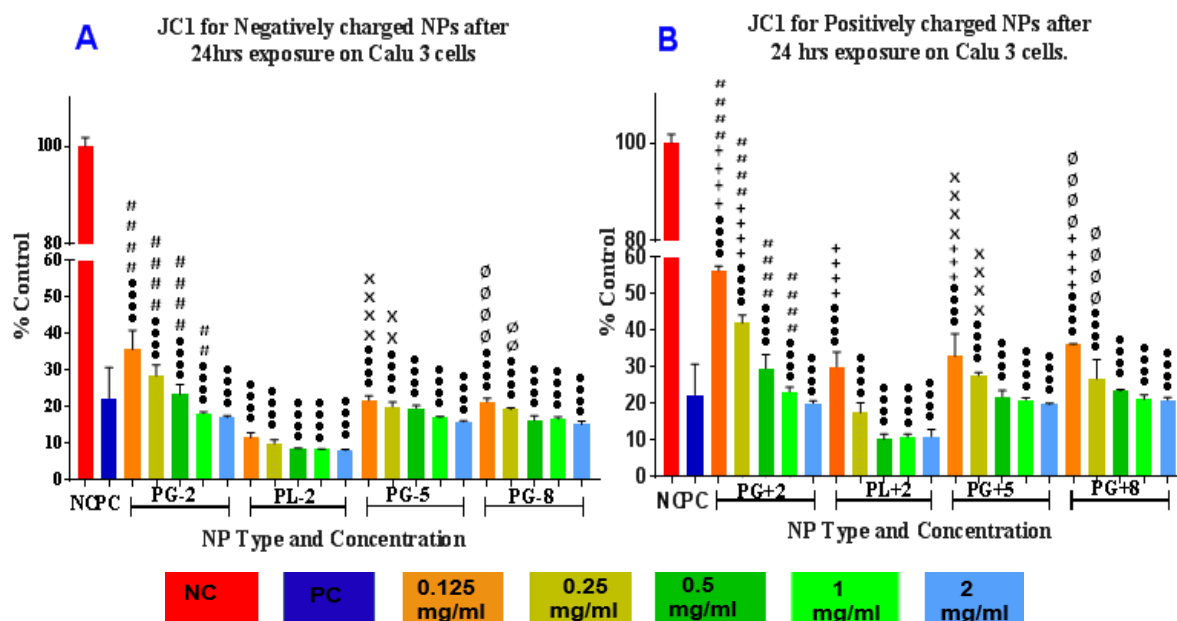 A
JC1 for Negatively charged NPs after
24hrs exposure on Calu 3 cells
% Control
100
80
60
50
40
30
20
10
0
NC PC PG-2 PL-2 PG-5 PG-8
NP Type and Concentration
B
JC1 for Positively charged NPs after
24 hrs exposure on Calu 3 cells.
% Control
100
80
60
50
40
30
20
10
0
NC PC PG+2 PL+2 PG+5 PG+8
NP Type and Concentration
NC
PC
0.125
mg/ml
0.25
mg/ml
0.5
mg/ml
1
mg/ml
2
mg/ml